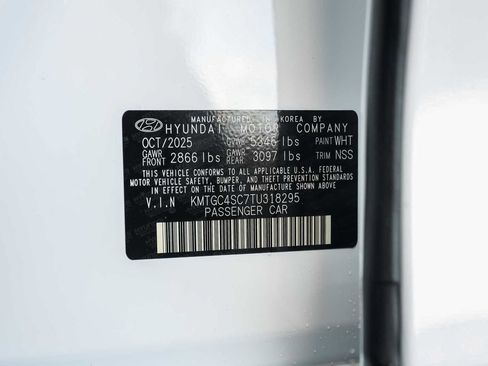 MANUFACTURED IN KOREA BY
HYUNDAI MOTOR COMPANY
OCT/2025 GVWR 5346 lbs PAINT WHT
GAWR FRONT 2866 lbs GAWR REAR 3097 lbs TRIM NSS
THIS VEHICLE CONFORMS TO ALL APPLICABLE U.S.A. FEDERAL
MOTOR VEHICLE SAFETY, BUMPER, AND THEFT PREVENTION STANDARDS
IN EFFECT ON THE DATE OF MANUFACTURE SHOWN ABOVE.
V.I.N KMTGC4SC7TU318295
PASSENGER CAR